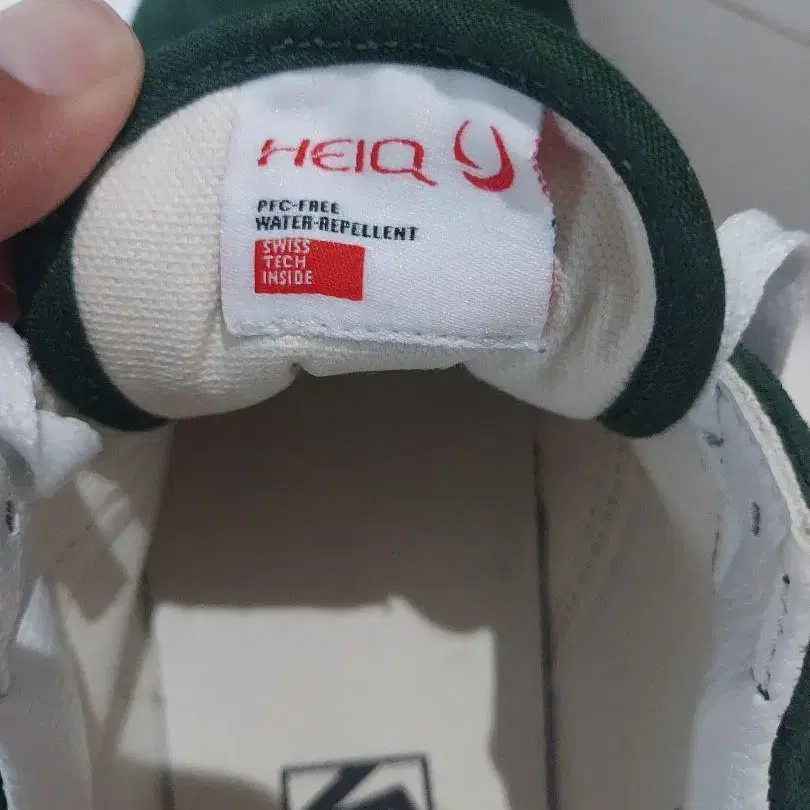 HEIQ
PFC-FREE
WATER-REPELLENT
SWISS
TECH
INSIDE